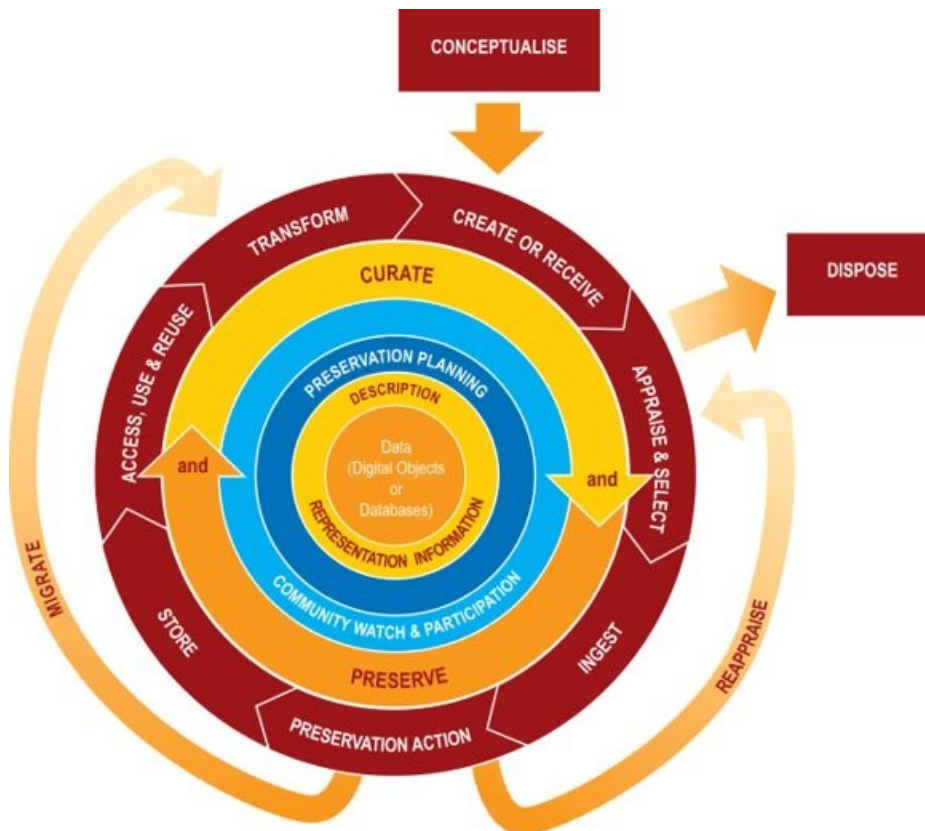 CONCEPTUALISE
DISPOSE
TRANSFORM
CREATE OR RECEIVE
APPRAISE & SELECT
INGEST
PRESERVATION ACTION
STORE
ACCESS, USE & REUSE
MIGRATE
REAPPRAISE
CURATE
and
PRESERVE
and
COMMUNITY WATCH & PARTICIPATION
PRESERVATION PLANNING
DESCRIPTION
REPRESENTATION INFORMATION
Data
(Digital Objects
or
Databases)